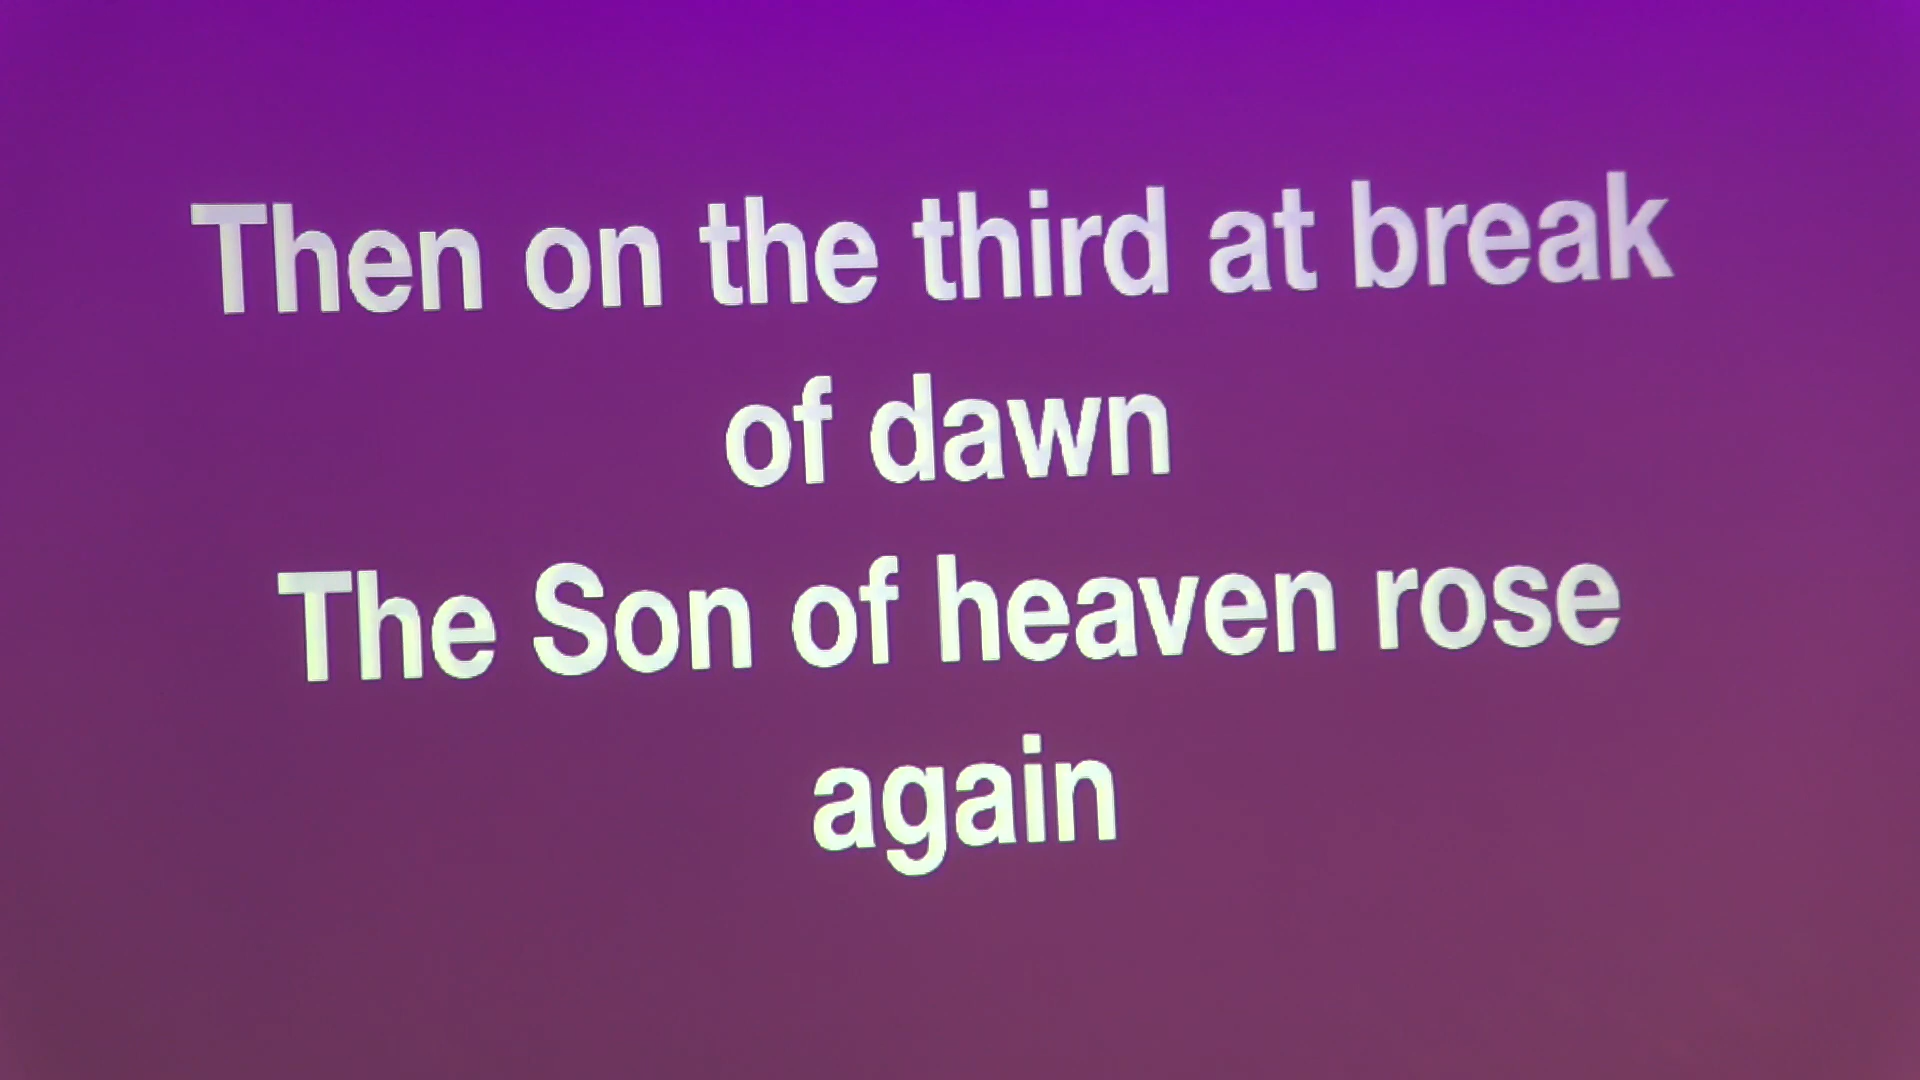 Then on the third at break
of dawn
The Son of heaven rose
again